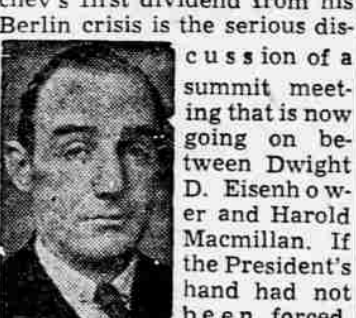 chev's first dividend from his
Berlin crisis is the serious dis-
cussion of a
summit meet-
ing that is now
going on be-
tween Dwight
D. Eisenhow-
er and Harold
Macmillan. If
the President's
hand had not
been forced